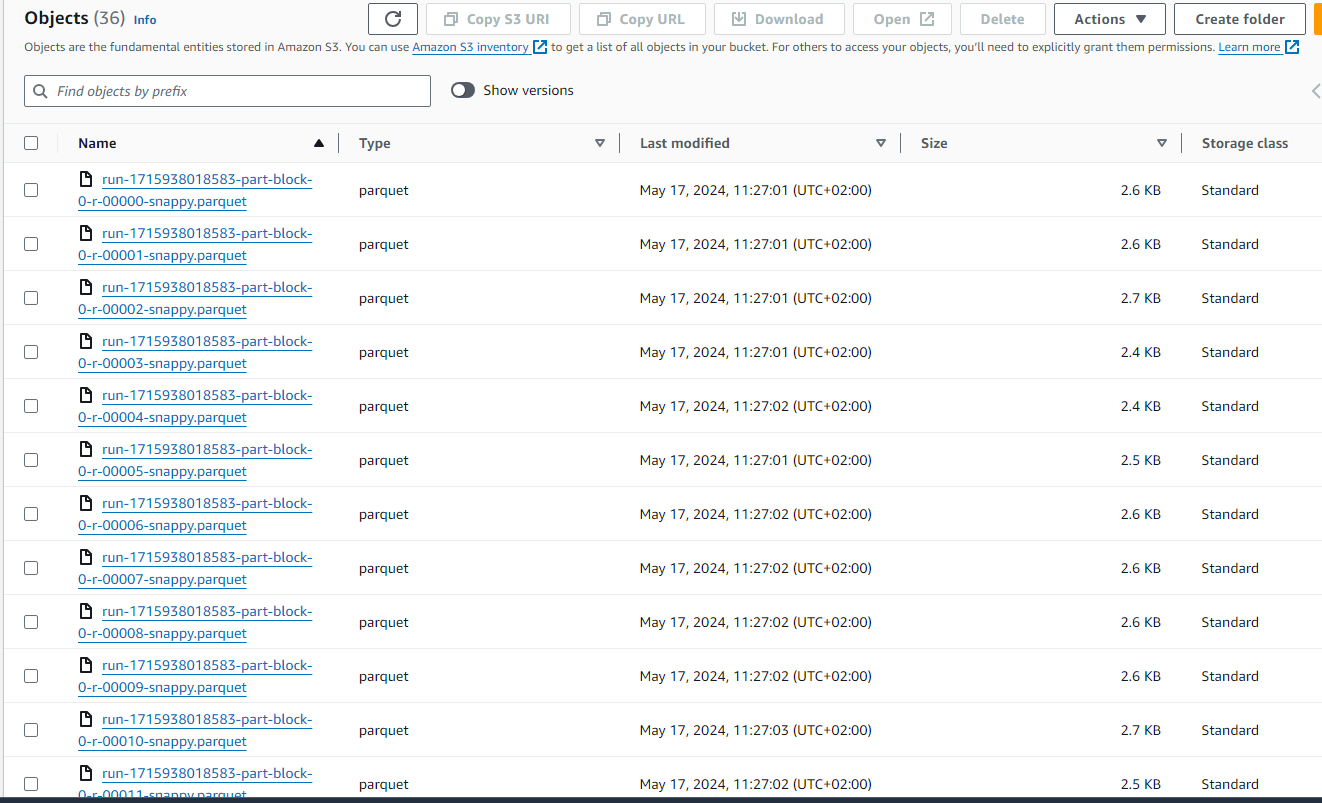 Objects (36) Info
Copy S3 URI Copy URL Download Open Delete Actions Create folder
Objects are the fundamental entities stored in Amazon S3. You can use Amazon S3 inventory to get a list of all objects in your bucket. For others to access your objects, you'll need to explicitly grant them permissions. Learn more
Find objects by prefix Show versions
Name Type Last modified Size Storage class
run-1715938018583-part-block-
0-r-00000-snappy.parquet
parquet May 17, 2024, 11:27:01 (UTC+02:00) 2.6 KB Standard
run-1715938018583-part-block-
0-r-00001-snappy.parquet
parquet May 17, 2024, 11:27:01 (UTC+02:00) 2.6 KB Standard
run-1715938018583-part-block-
0-r-00002-snappy.parquet
parquet May 17, 2024, 11:27:01 (UTC+02:00) 2.7 KB Standard
run-1715938018583-part-block-
0-r-00003-snappy.parquet
parquet May 17, 2024, 11:27:01 (UTC+02:00) 2.4 KB Standard
run-1715938018583-part-block-
0-r-00004-snappy.parquet
parquet May 17, 2024, 11:27:02 (UTC+02:00) 2.4 KB Standard
run-1715938018583-part-block-
0-r-00005-snappy.parquet
parquet May 17, 2024, 11:27:01 (UTC+02:00) 2.5 KB Standard
run-1715938018583-part-block-
0-r-00006-snappy.parquet
parquet May 17, 2024, 11:27:02 (UTC+02:00) 2.6 KB Standard
run-1715938018583-part-block-
0-r-00007-snappy.parquet
parquet May 17, 2024, 11:27:02 (UTC+02:00) 2.6 KB Standard
run-1715938018583-part-block-
0-r-00008-snappy.parquet
parquet May 17, 2024, 11:27:02 (UTC+02:00) 2.6 KB Standard
run-1715938018583-part-block-
0-r-00009-snappy.parquet
parquet May 17, 2024, 11:27:02 (UTC+02:00) 2.6 KB Standard
run-1715938018583-part-block-
0-r-00010-snappy.parquet
parquet May 17, 2024, 11:27:03 (UTC+02:00) 2.7 KB Standard
run-1715938018583-part-block-
0-r-00011-snappy.parquet
parquet May 17, 2024, 11:27:02 (UTC+02:00) 2.5 KB Standard